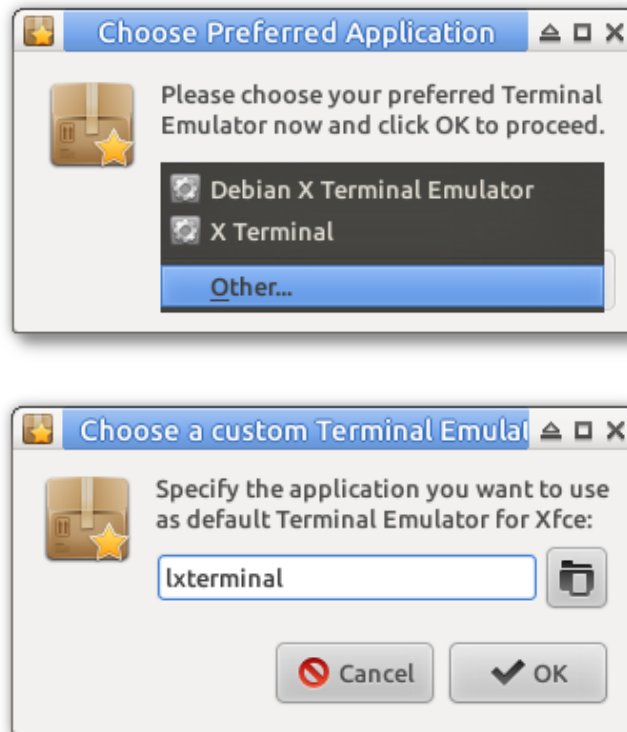 Choose Preferred Application
Please choose your preferred Terminal
Emulator now and click OK to proceed.
Debian X Terminal Emulator
X Terminal
Other...
Choose a custom Terminal Emulat
Specify the application you want to use
as default Terminal Emulator for Xfce:
lxterminal
Cancel
OK